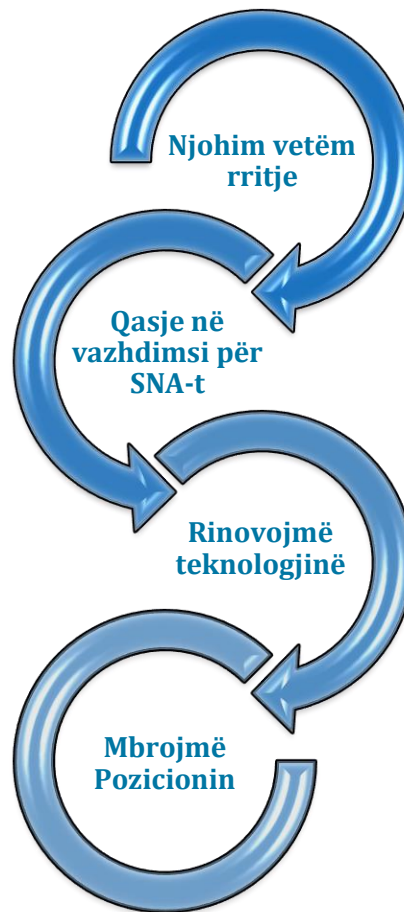 Njohim vetëm
rritje
Qasje në
vazhdimsi për
SNA-t
Rinovojmë
teknologjinë
Mbrojmë
Pozicionin